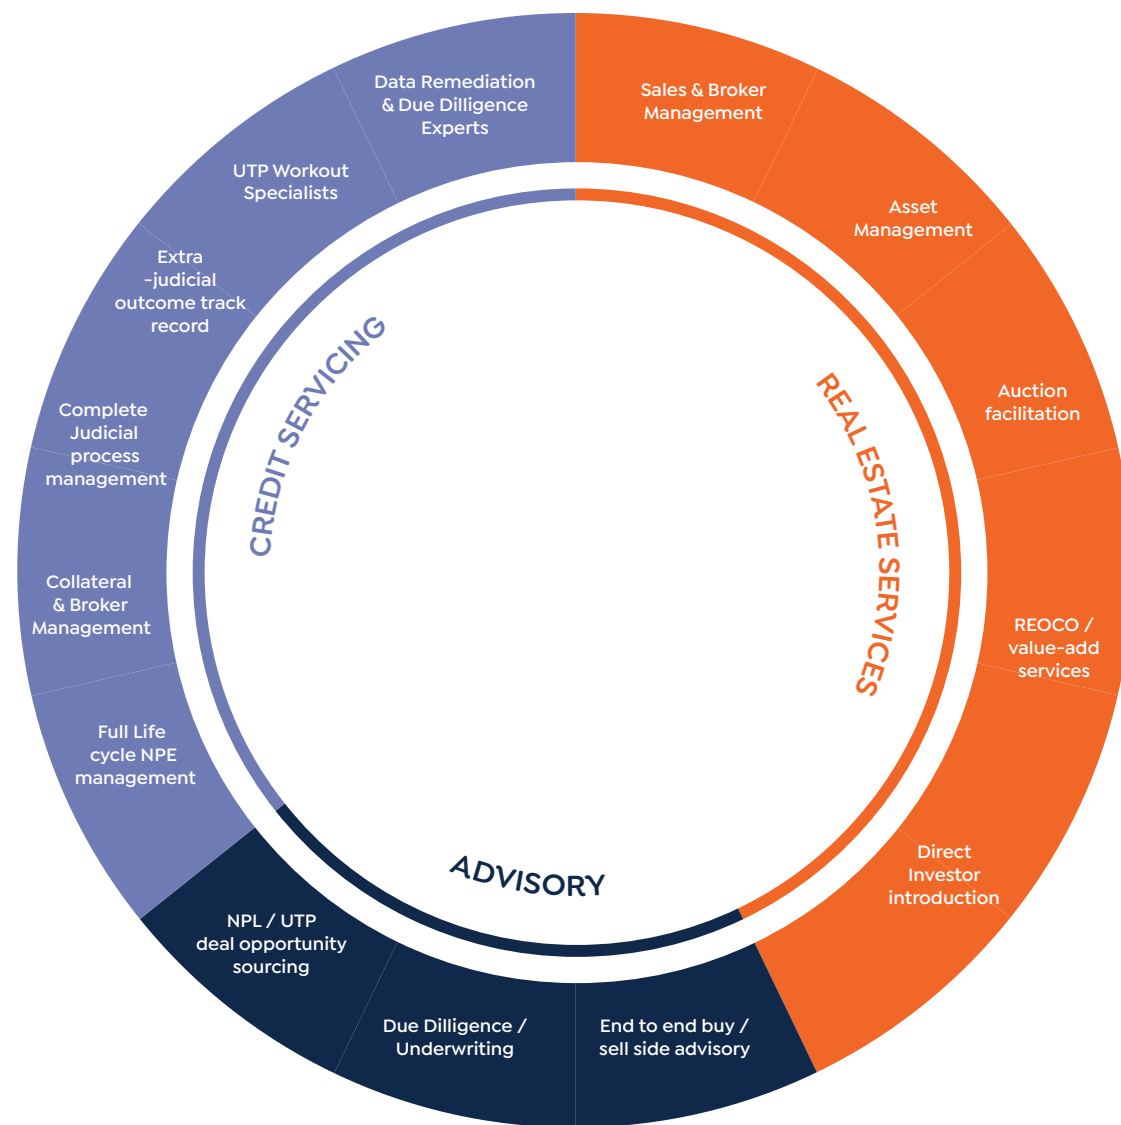 Data Remediation
& Due Dilligence
Experts
Sales & Broker
Management
UTP Workout
Specialists
Asset
Management
Extra
-judicial
outcome track
record
Auction
facilitation
Complete
Judicial
process
management
CREDIT SERVICING
REAL ESTATE SERVICES
Collateral
& Broker
Management
REOCO /
value-add
services
Full Life
cycle NPE
management
Direct
Investor
introduction
ADVISORY
NPL / UTP
deal opportunity
sourcing
Due Dilligence /
Underwriting
End to end buy /
sell side advisory